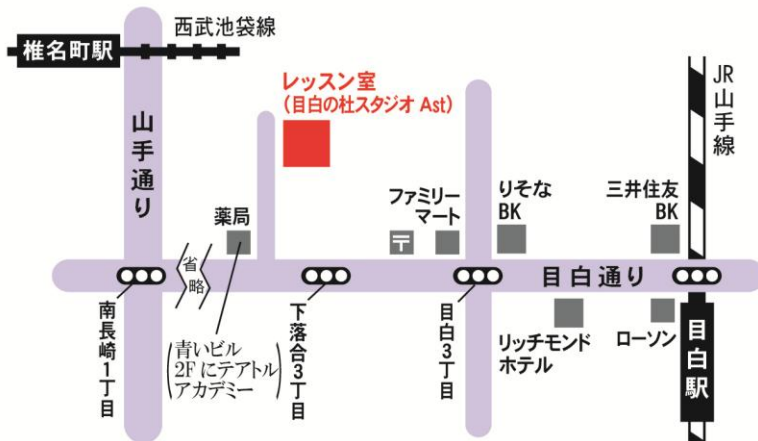 椎名町駅
西武池袋線
レッスン室
（目白の杜スタジオ Ast）
JR山手線
山手通り
薬局
ファミリー
マート
りそな
BK
三井住友
BK
〒
省略
目白通り
南長崎1丁目
青いビル
2Fにテアトル
アカデミー
下落合3丁目
目白3丁目
リッチモンド
ホテル
ローソン
目白駅